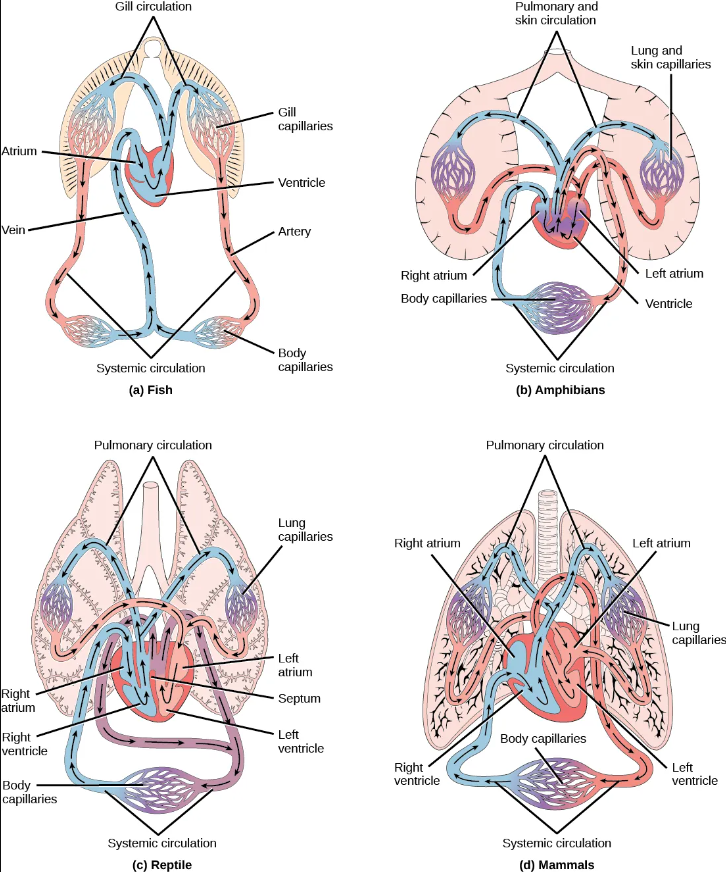 Gill circulation
Gill
capillaries
Atrium
Ventricle
Vein
Artery
Body
capillaries
Systemic circulation
(a) Fish
Pulmonary and
skin circulation
Lung and
skin capillaries
Right atrium
Left atrium
Body capillaries
Ventricle
Systemic circulation
(b) Amphibians
Pulmonary circulation
Lung
capillaries
Left
atrium
Right
atrium
Septum
Right
ventricle
Left
ventricle
Body
capillaries
Systemic circulation
(c) Reptile
Pulmonary circulation
Right atrium
Left atrium
Lung
capillaries
Body capillaries
Right
ventricle
Left
ventricle
Systemic circulation
(d) Mammals